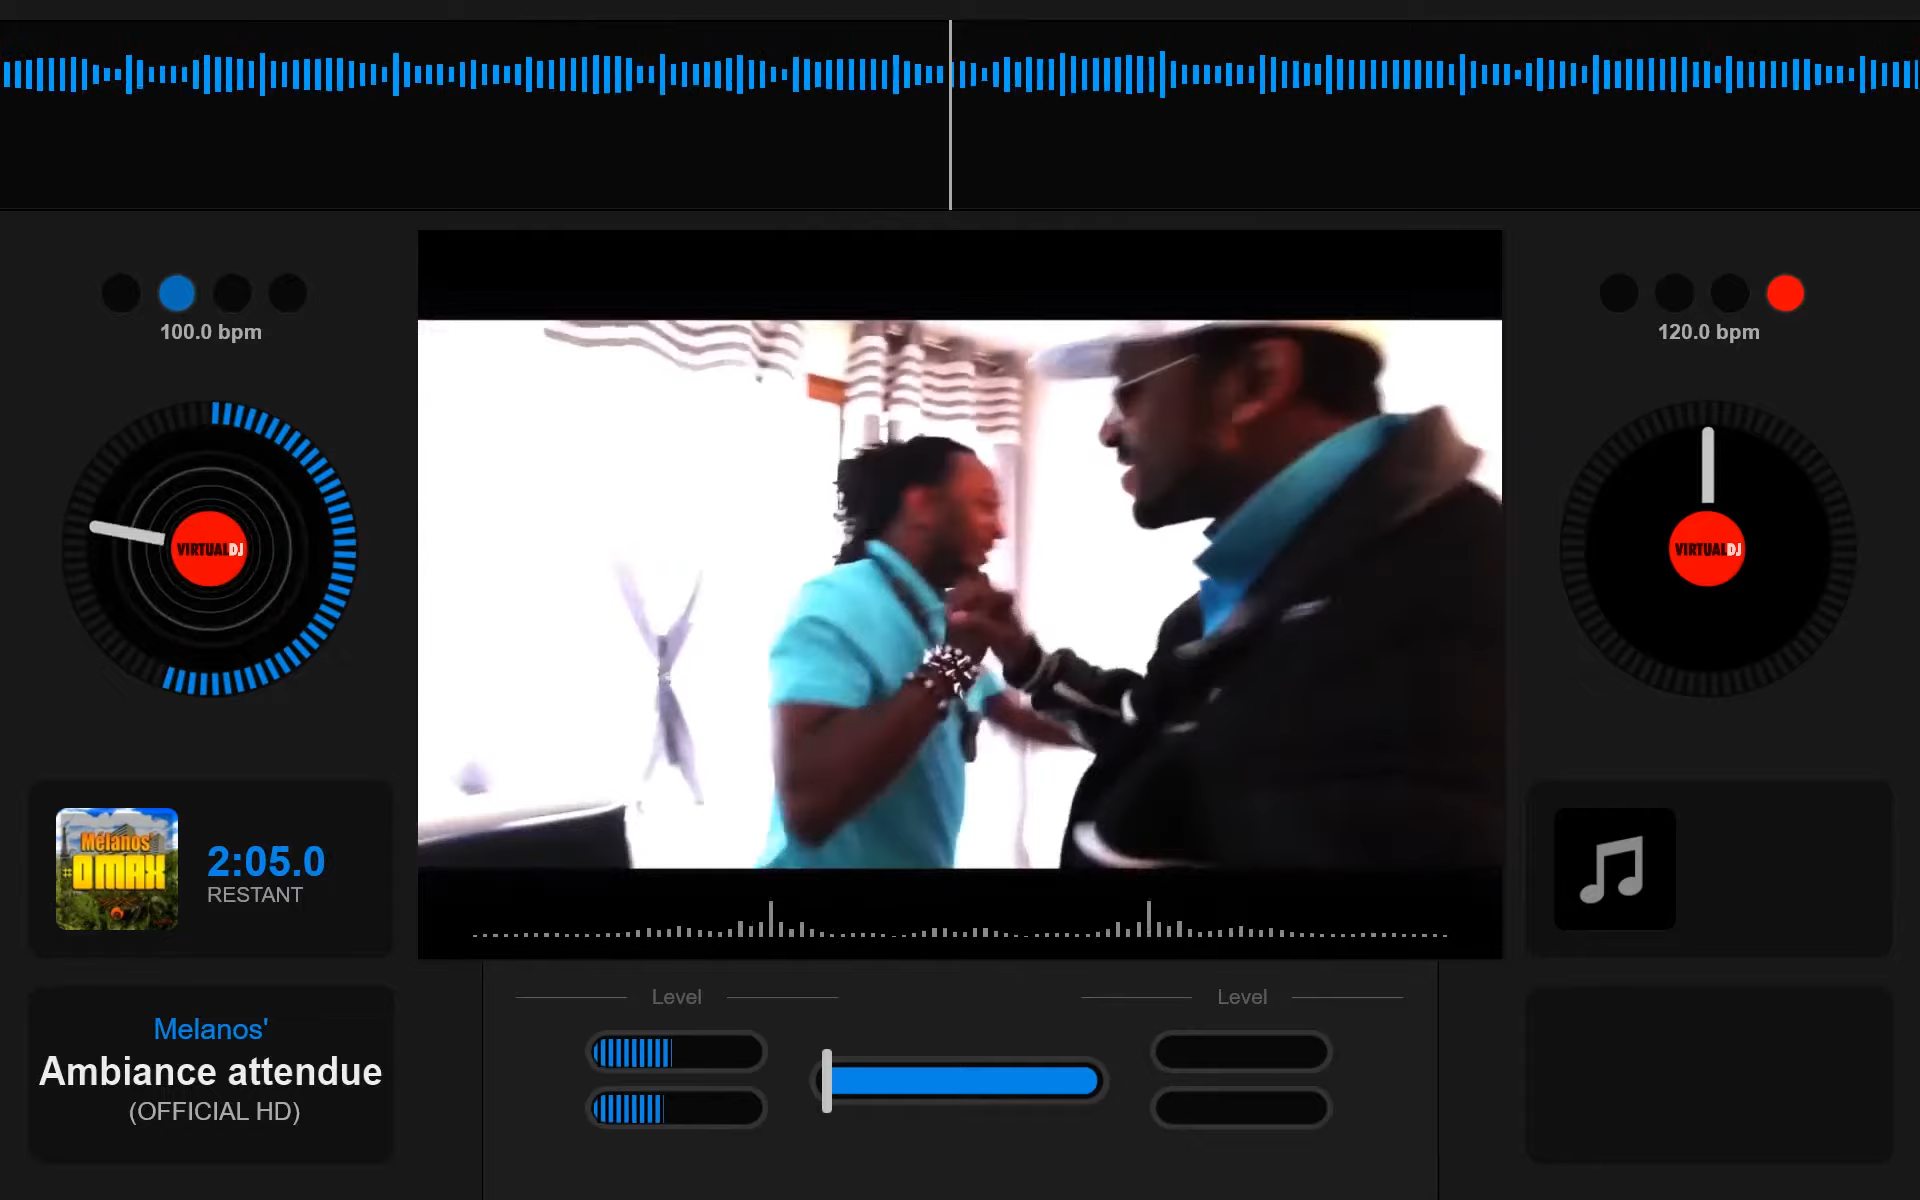 100.0 bpm
120.0 bpm
VIRTUALDJ
VIRTUALDJ
Mélanos'
#OMAX
2:05.0
RESTANT
Melanos'
Ambiance attendue
(OFFICIAL HD)
Level
Level